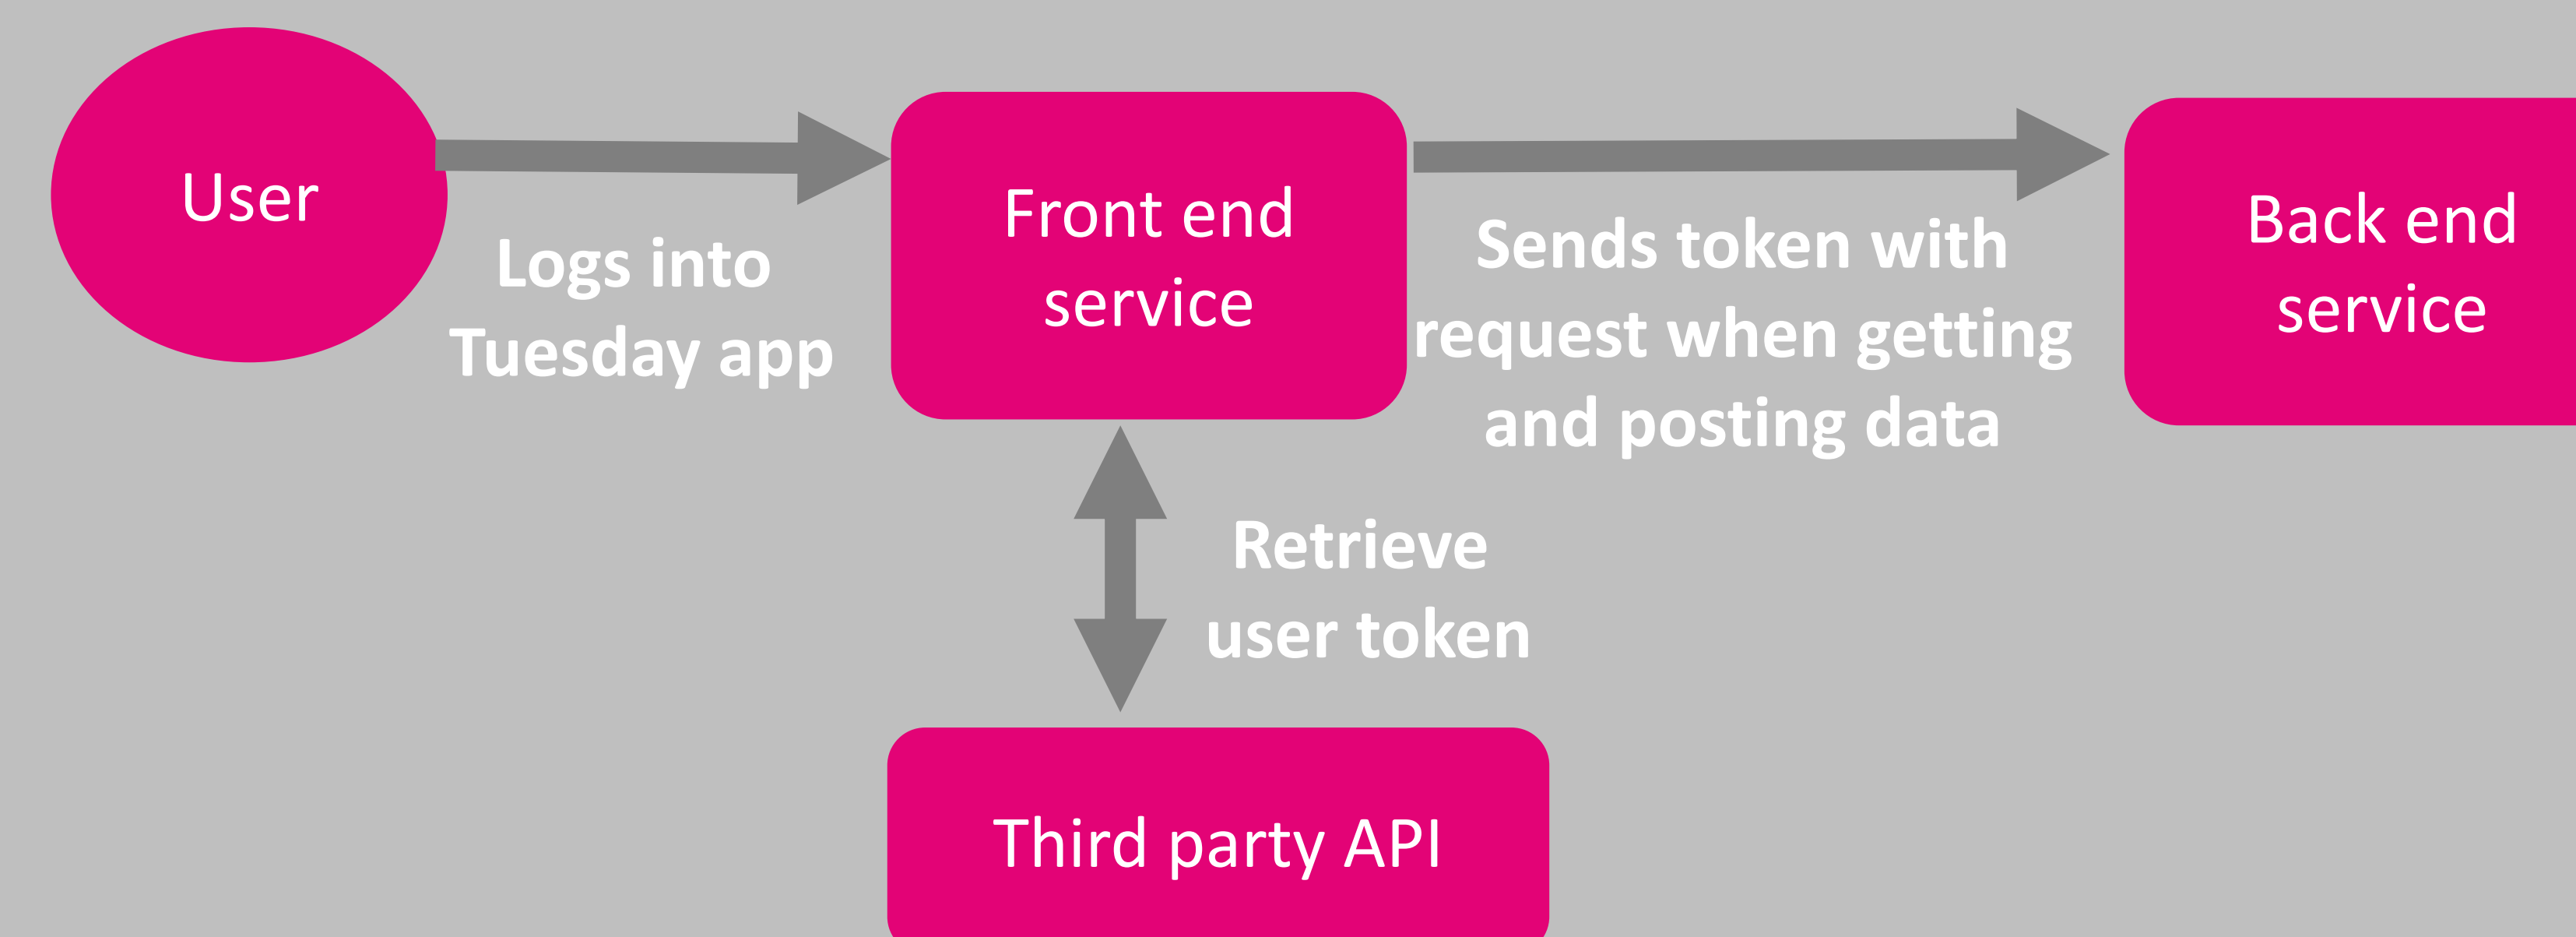 User
Logs into
Tuesday app
Front end
service
Sends token with
request when getting
and posting data
Back end
service
Retrieve
user token
Third party API